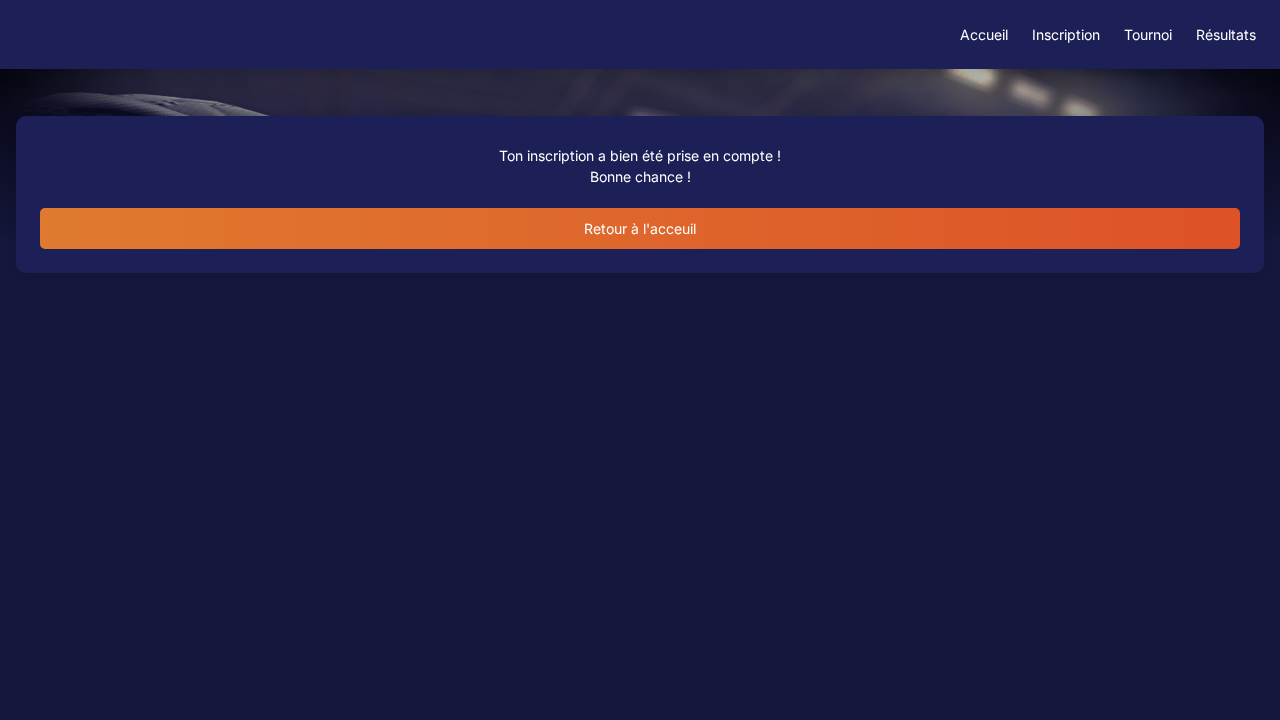 Accueil Inscription Tournoi Résultats
Ton inscription a bien été prise en compte !
Bonne chance !
Retour à l'acceuil